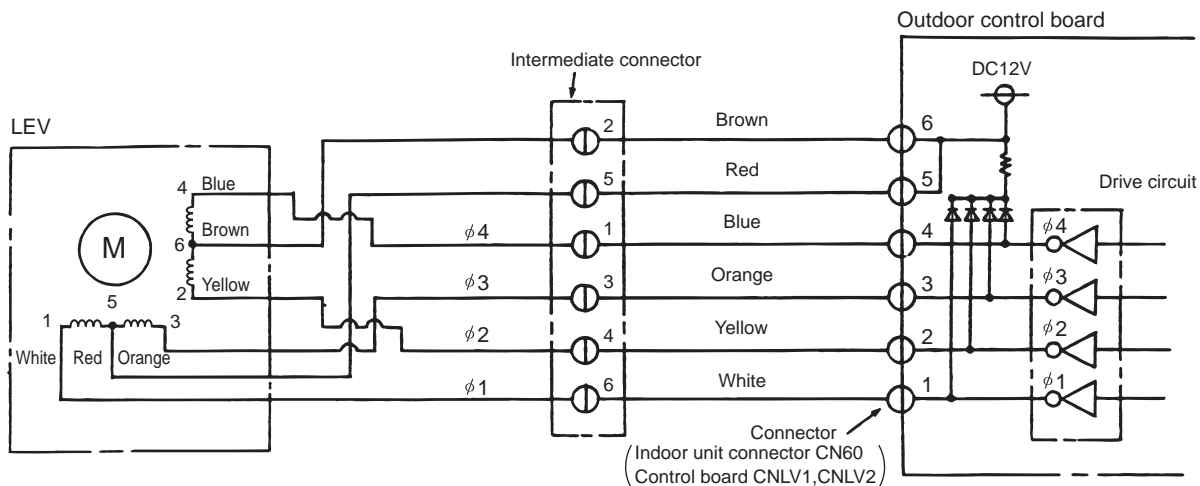 Outdoor control board
Intermediate connector
DC12V
LEV
2 Brown 6
5 Red 5
Drive circuit
4 Blue
Brown
6
Yellow
2
M
ϕ4 1 Blue 4 ϕ4
ϕ3 3 Orange 3 ϕ3
5
1 3
White Red Orange
ϕ2 4 Yellow 2 ϕ2
ϕ1 6 White 1 ϕ1
Connector
(Indoor unit connector CN60
Control board CNLV1,CNLV2)